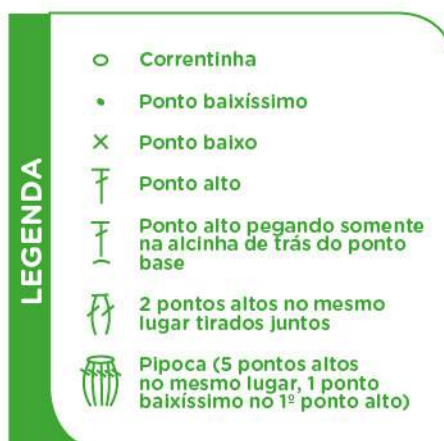 LEGENDA
Correntinha
Ponto baixíssimo
Ponto baixo
Ponto alto
Ponto alto pegando somente
na alcinha de trás do ponto
base
2 pontos altos no mesmo
lugar tirados juntos
Pipoca (5 pontos altos
no mesmo lugar, 1 ponto
baixíssimo no 1º ponto alto)